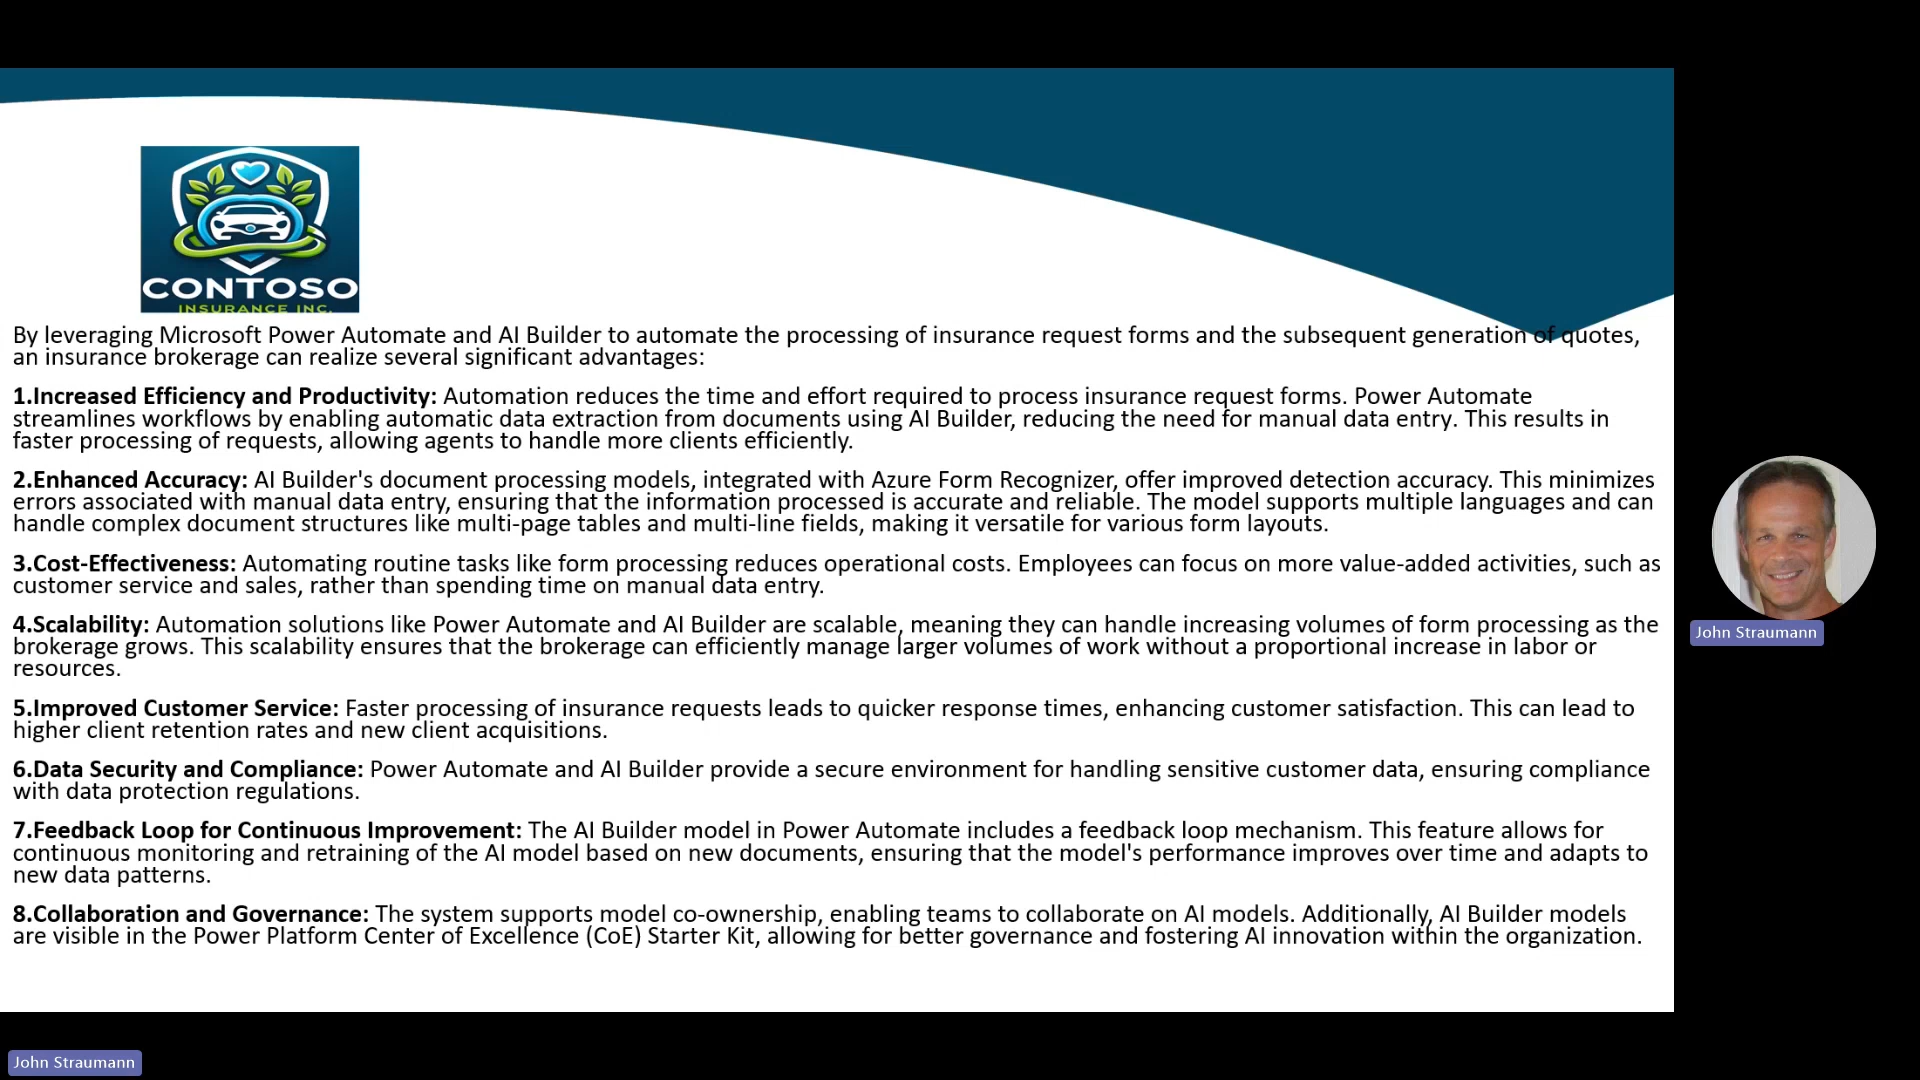 CONTOSO
INSURANCE INC.
By leveraging Microsoft Power Automate and AI Builder to automate the processing of insurance request forms and the subsequent generation of quotes,
an insurance brokerage can realize several significant advantages:
1.Increased Efficiency and Productivity: Automation reduces the time and effort required to process insurance request forms. Power Automate
streamlines workflows by enabling automatic data extraction from documents using AI Builder, reducing the need for manual data entry. This results in
faster processing of requests, allowing agents to handle more clients efficiently.
2.Enhanced Accuracy: AI Builder's document processing models, integrated with Azure Form Recognizer, offer improved detection accuracy. This minimizes
errors associated with manual data entry, ensuring that the information processed is accurate and reliable. The model supports multiple languages and can
handle complex document structures like multi-page tables and multi-line fields, making it versatile for various form layouts.
3.Cost-Effectiveness: Automating routine tasks like form processing reduces operational costs. Employees can focus on more value-added activities, such as
customer service and sales, rather than spending time on manual data entry.
4.Scalability: Automation solutions like Power Automate and AI Builder are scalable, meaning they can handle increasing volumes of form processing as the
brokerage grows. This scalability ensures that the brokerage can efficiently manage larger volumes of work without a proportional increase in labor or
resources.
5.Improved Customer Service: Faster processing of insurance requests leads to quicker response times, enhancing customer satisfaction. This can lead to
higher client retention rates and new client acquisitions.
6.Data Security and Compliance: Power Automate and AI Builder provide a secure environment for handling sensitive customer data, ensuring compliance
with data protection regulations.
7.Feedback Loop for Continuous Improvement: The AI Builder model in Power Automate includes a feedback loop mechanism. This feature allows for
continuous monitoring and retraining of the AI model based on new documents, ensuring that the model's performance improves over time and adapts to
new data patterns.
8.Collaboration and Governance: The system supports model co-ownership, enabling teams to collaborate on AI models. Additionally, AI Builder models
are visible in the Power Platform Center of Excellence (CoE) Starter Kit, allowing for better governance and fostering AI innovation within the organization.
John Straumann
John Straumann